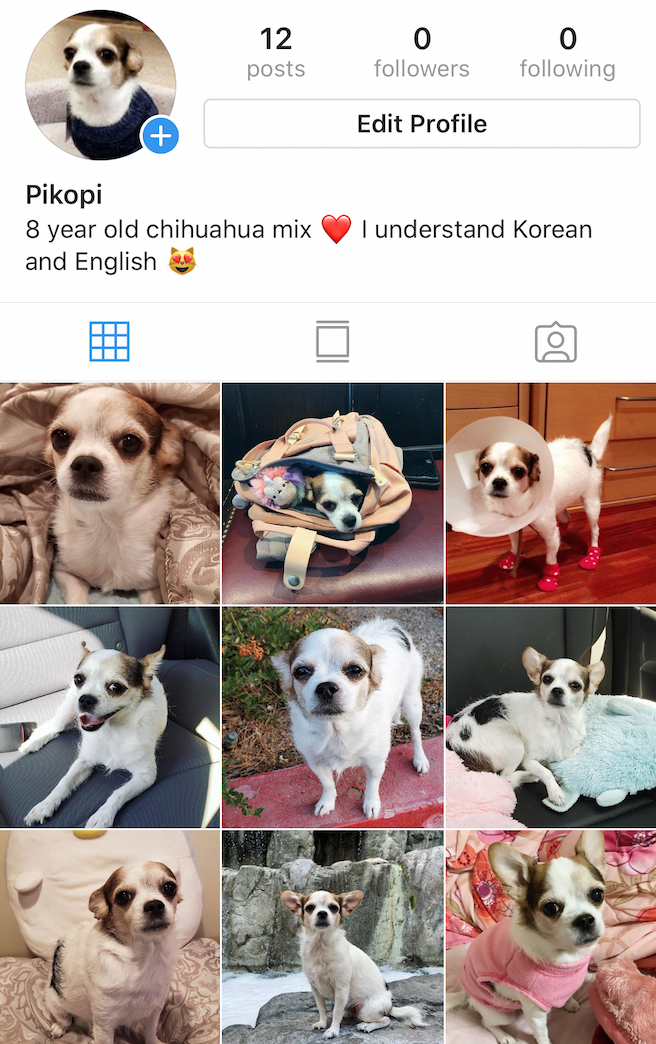 12 0 0
posts followers following
Edit Profile
Pikopi
8 year old chihuahua mix ❤️ I understand Korean
and English 😻